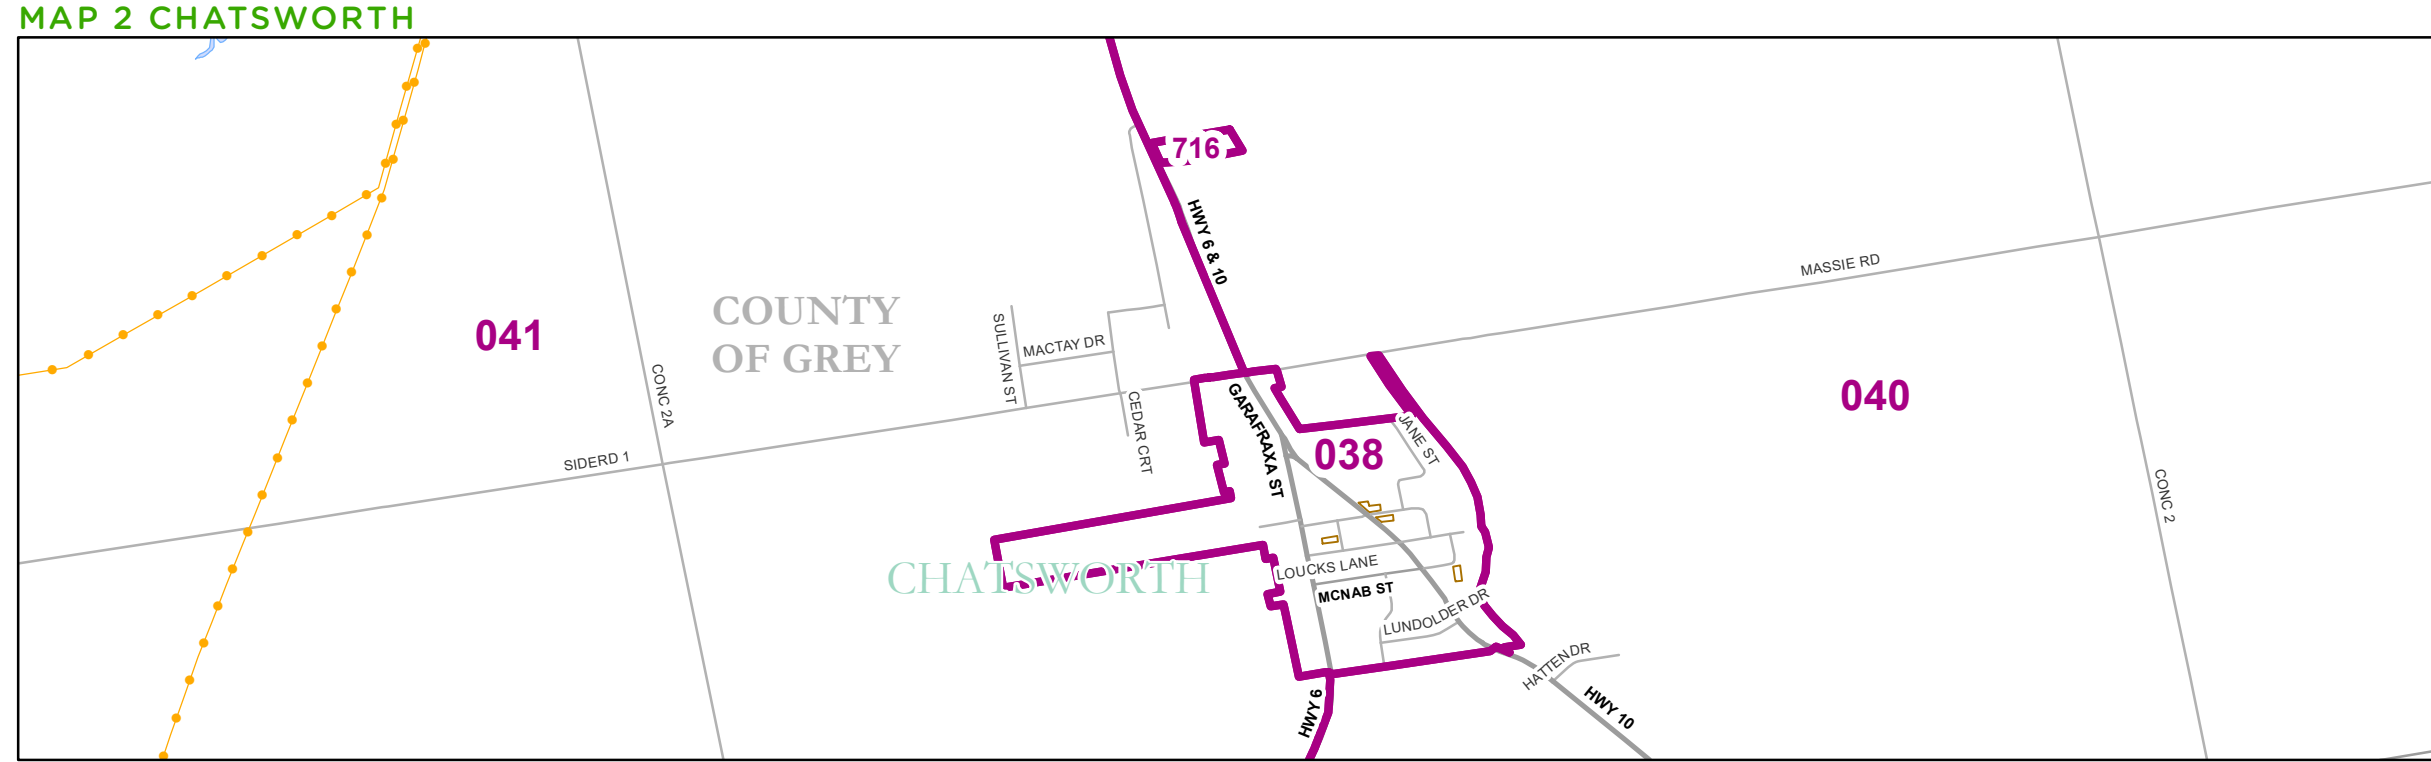 MAP 2 CHATSWORTH
716
HWY 6 & 10
MASSIE RD
COUNTY
OF GREY
041
SULLIVAN ST
MACTAY DR
CONC 2A
CEDAR CRT
SIDERD 1
GARAFRAXA ST
038
JANE ST
040
CONC 2
CHATSWORTH
LOUCKS LANE
MCNAB ST
LUNDOLDER DR
HATTEN DR
HWY 6
HWY 10